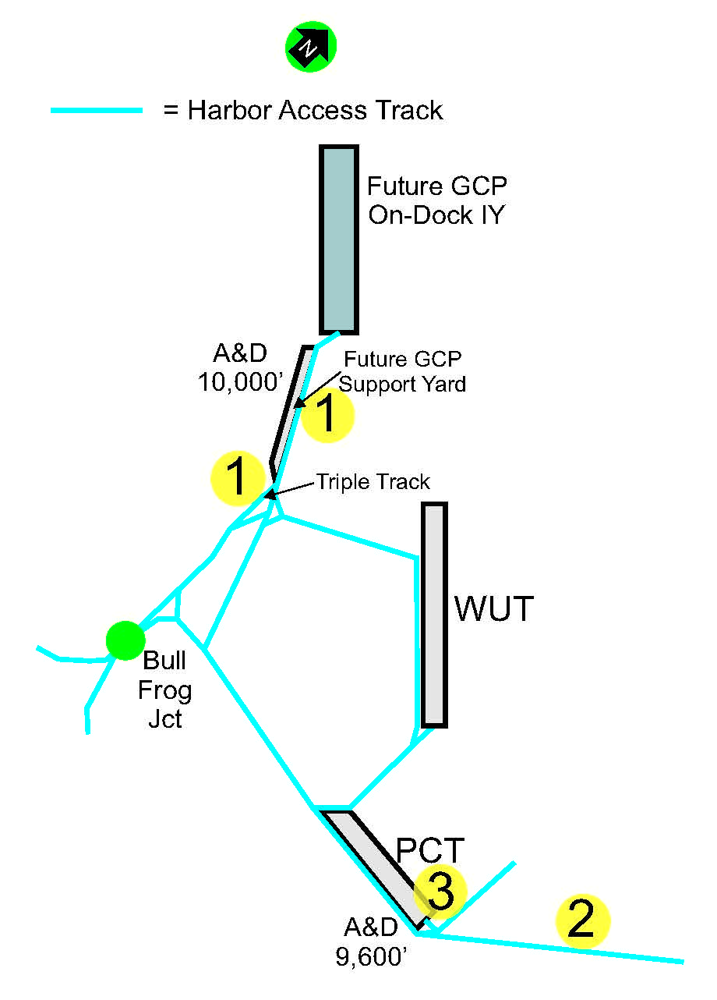 N
= Harbor Access Track
Future GCP
On-Dock IY
A&D
10,000’
Future GCP
Support Yard
1
1
Triple Track
WUT
Bull
Frog
Jct
PCT
3
2
A&D
9,600’